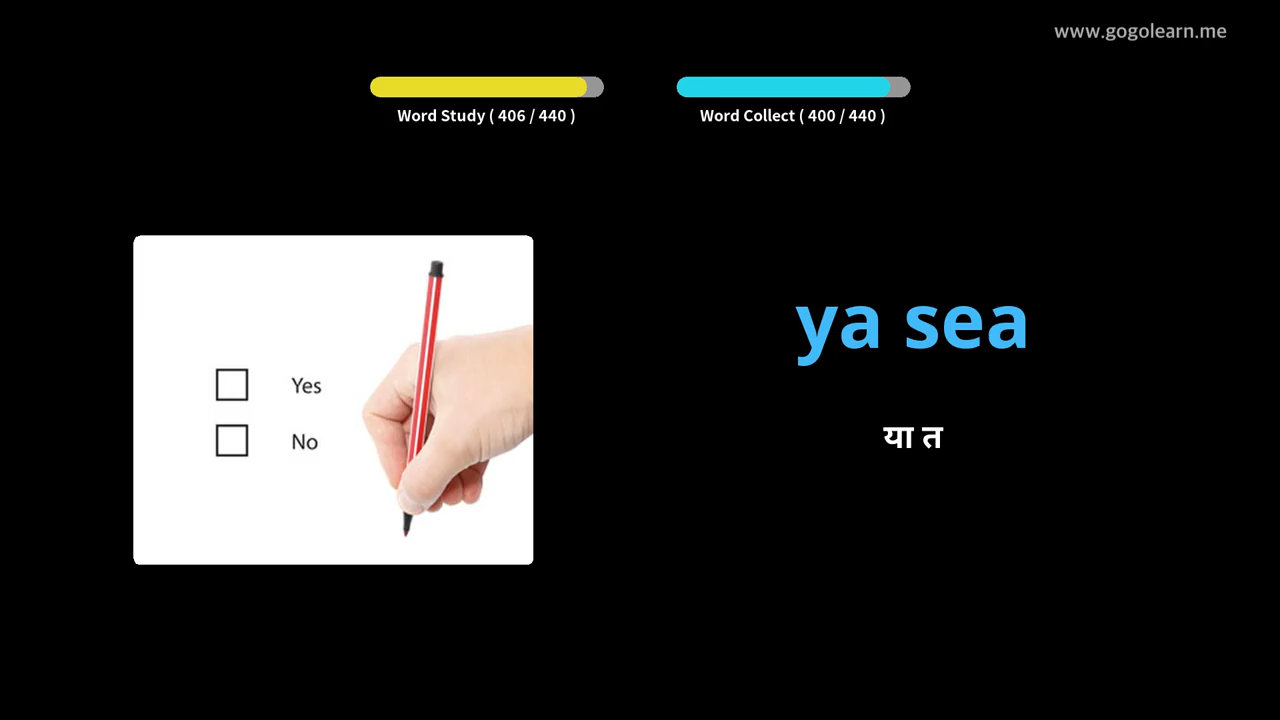 www.gogolearn.me
Word Study ( 406 / 440 )
Word Collect ( 400 / 440 )
Yes
No
ya sea
या त